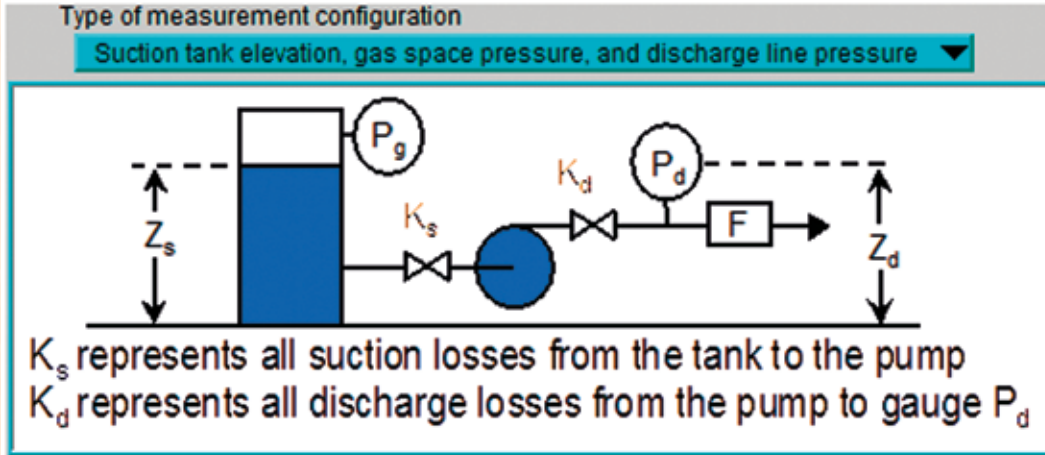 Type of measurement configuration
Suction tank elevation, gas space pressure, and discharge line pressure
Pg
Kd
Pd
Zs
Ks
F
Zd
Ks represents all suction losses from the tank to the pump
Kd represents all discharge losses from the pump to gauge Pd